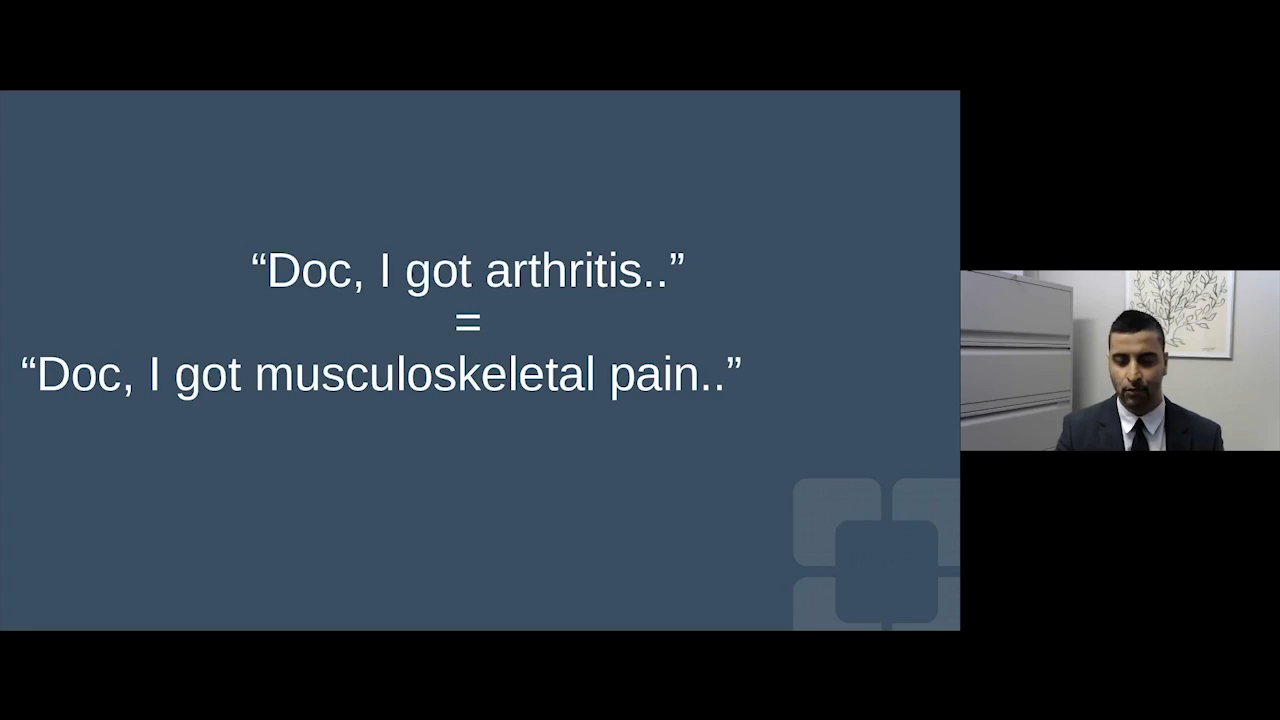 “Doc, I got arthritis..”
=
“Doc, I got musculoskeletal pain..”